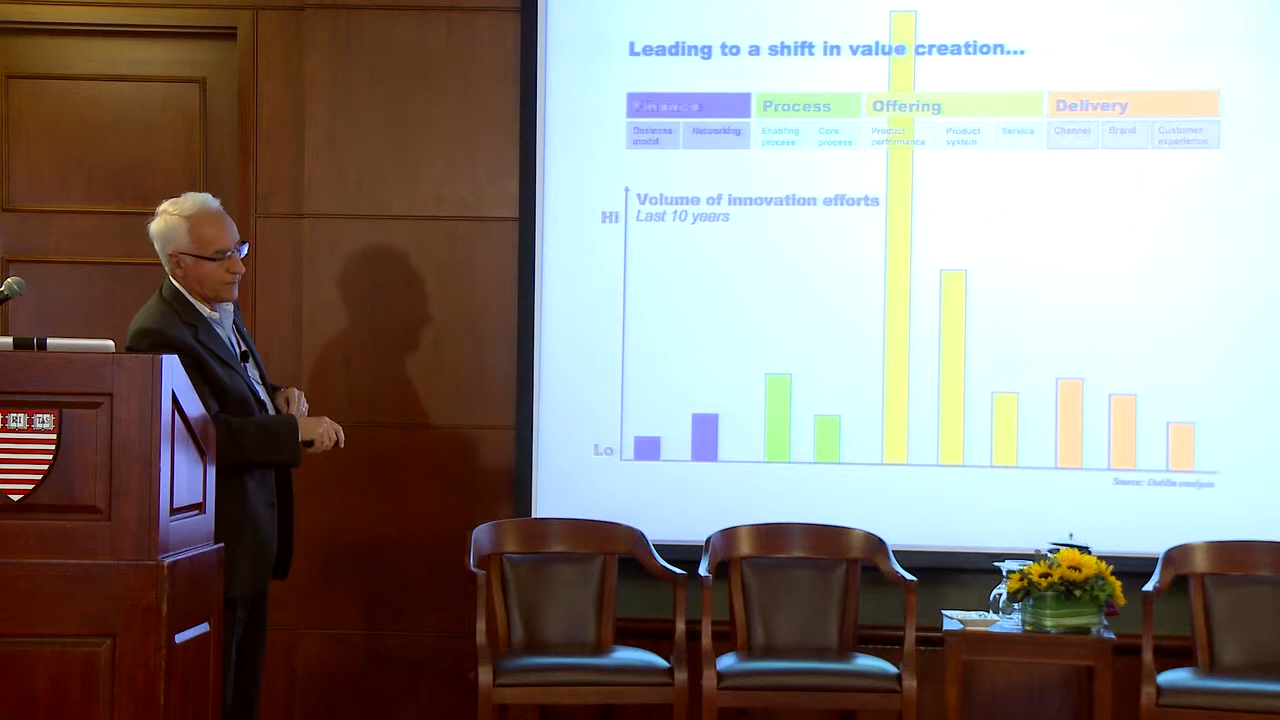 Leading to a shift in value creation...
Finance Process Offering Delivery
Business model Networking Enabling process Core process Product performance Product system Service Channel Brand Customer experience
Volume of innovation efforts
Hi Last 10 years
Lo
Source: Doblin analysis